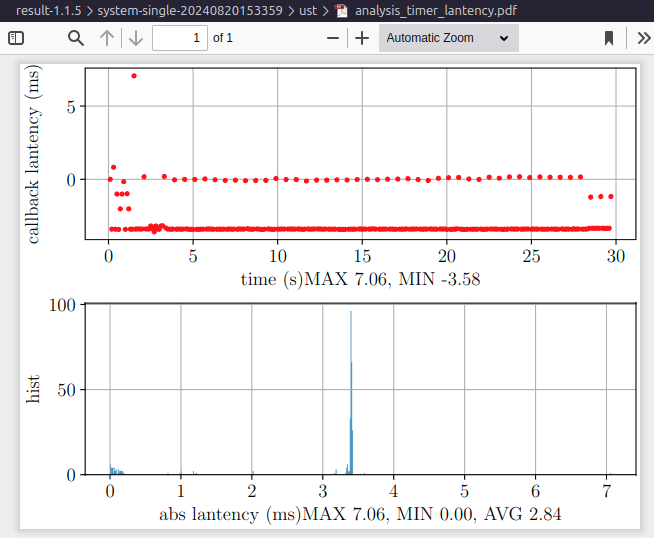 result-1.1.5 > system-single-20240820153359 > ust > analysis_timer_lantency.pdf
1 of 1
Automatic Zoom
callback lantency (ms)
5
0
0 5 10 15 20 25 30
time (s)MAX 7.06, MIN -3.58
hist
100
50
0
0 1 2 3 4 5 6 7
abs lantency (ms)MAX 7.06, MIN 0.00, AVG 2.84